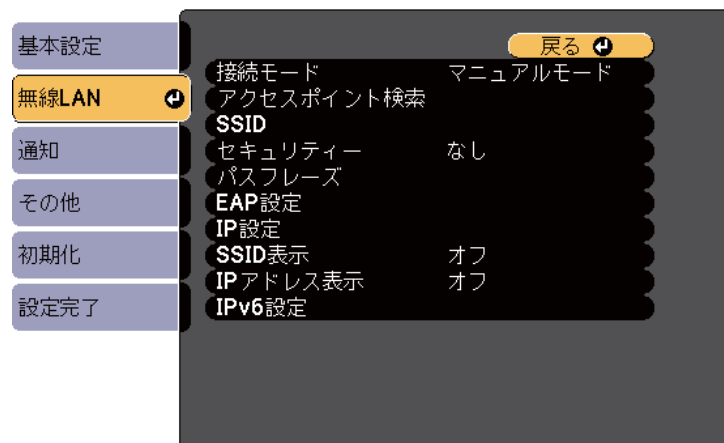 基本設定
無線LAN
通知
その他
初期化
設定完了
戻る
接続モード マニュアルモード
アクセスポイント検索
SSID
セキュリティー なし
パスフレーズ
EAP設定
IP設定
SSID表示 オフ
IPアドレス表示 オフ
IPv6設定